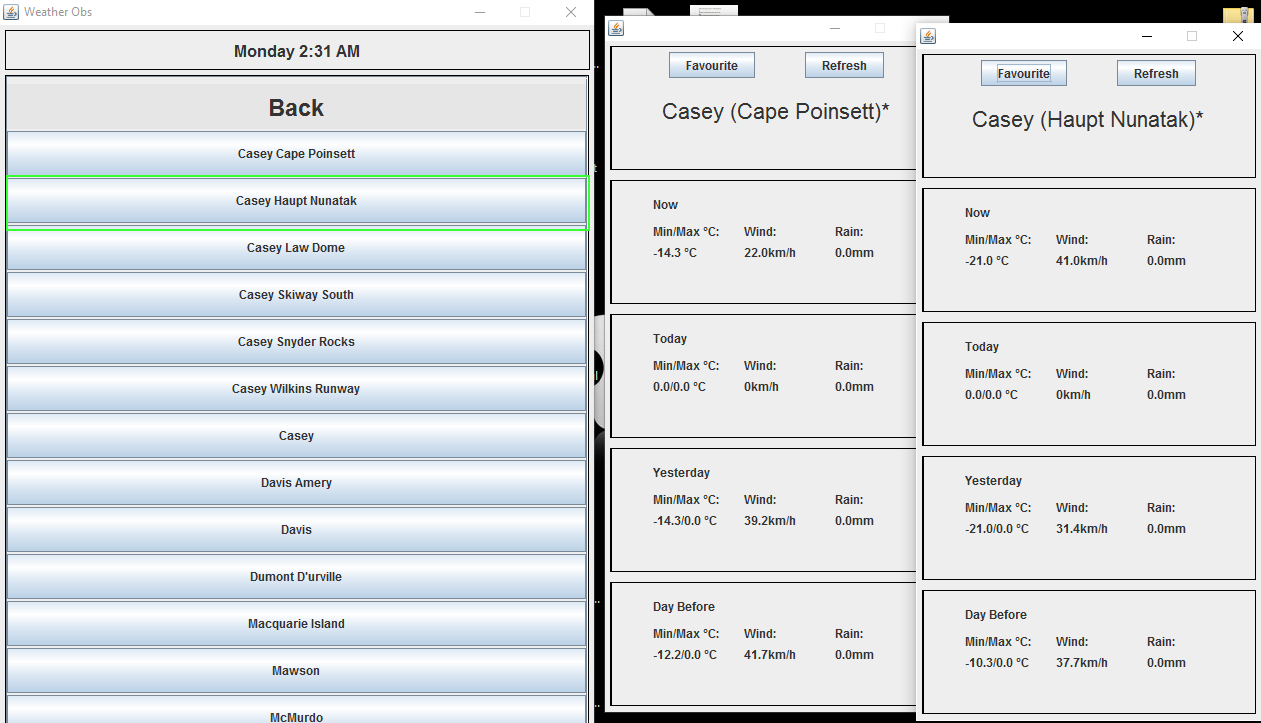 Weather Obs
Monday 2:31 AM
Back
Casey Cape Poinsett
Casey Haupt Nunatak
Casey Law Dome
Casey Skiway South
Casey Snyder Rocks
Casey Wilkins Runway
Casey
Davis Amery
Davis
Dumont D'urville
Macquarie Island
Mawson
McMurdo
Favourite Refresh
Casey (Cape Poinsett)*
Now
Min/Max °C: Wind: Rain:
-14.3 °C 22.0km/h 0.0mm
Today
Min/Max °C: Wind: Rain:
0.0/0.0 °C 0km/h 0.0mm
Yesterday
Min/Max °C: Wind: Rain:
-14.3/0.0 °C 39.2km/h 0.0mm
Day Before
Min/Max °C: Wind: Rain:
-12.2/0.0 °C 41.7km/h 0.0mm
Favourite Refresh
Casey (Haupt Nunatak)*
Now
Min/Max °C: Wind: Rain:
-21.0 °C 41.0km/h 0.0mm
Today
Min/Max °C: Wind: Rain:
0.0/0.0 °C 0km/h 0.0mm
Yesterday
Min/Max °C: Wind: Rain:
-21.0/0.0 °C 31.4km/h 0.0mm
Day Before
Min/Max °C: Wind: Rain:
-10.3/0.0 °C 37.7km/h 0.0mm